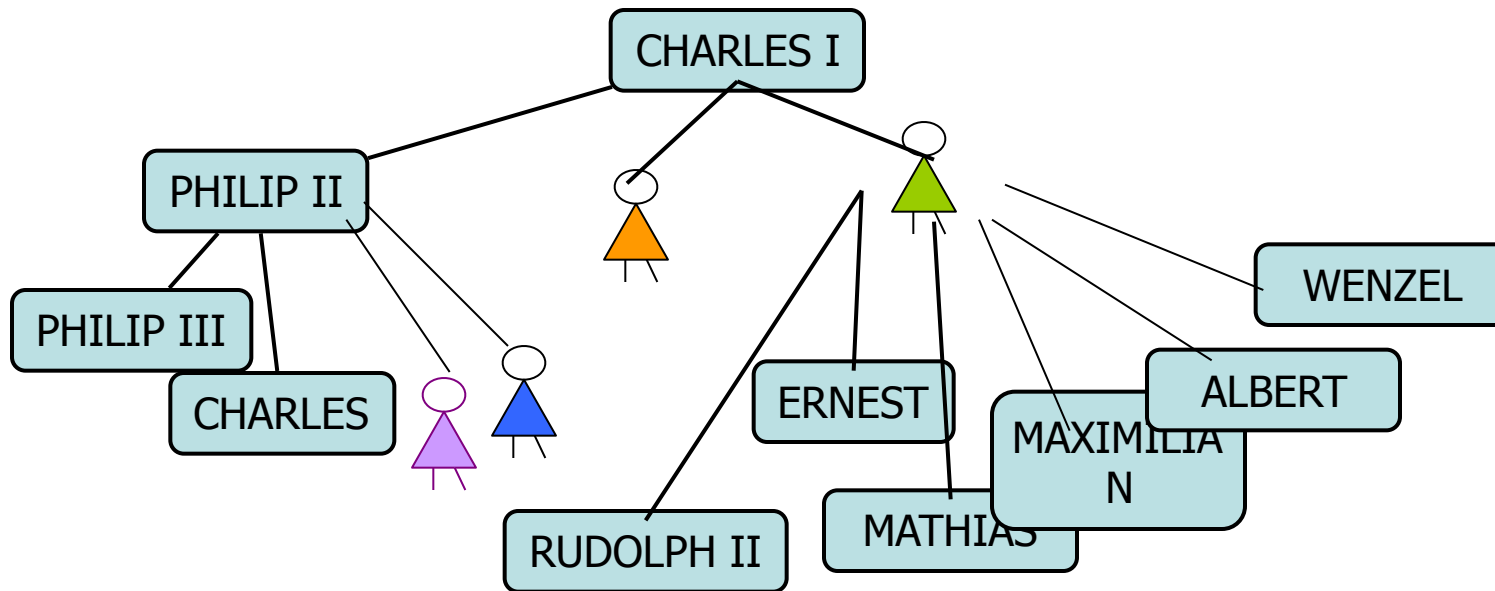 CHARLES I
PHILIP II
PHILIP III
CHARLES
WENZEL
ALBERT
ERNEST
MAXIMILIA
N
MATHIAS
RUDOLPH II